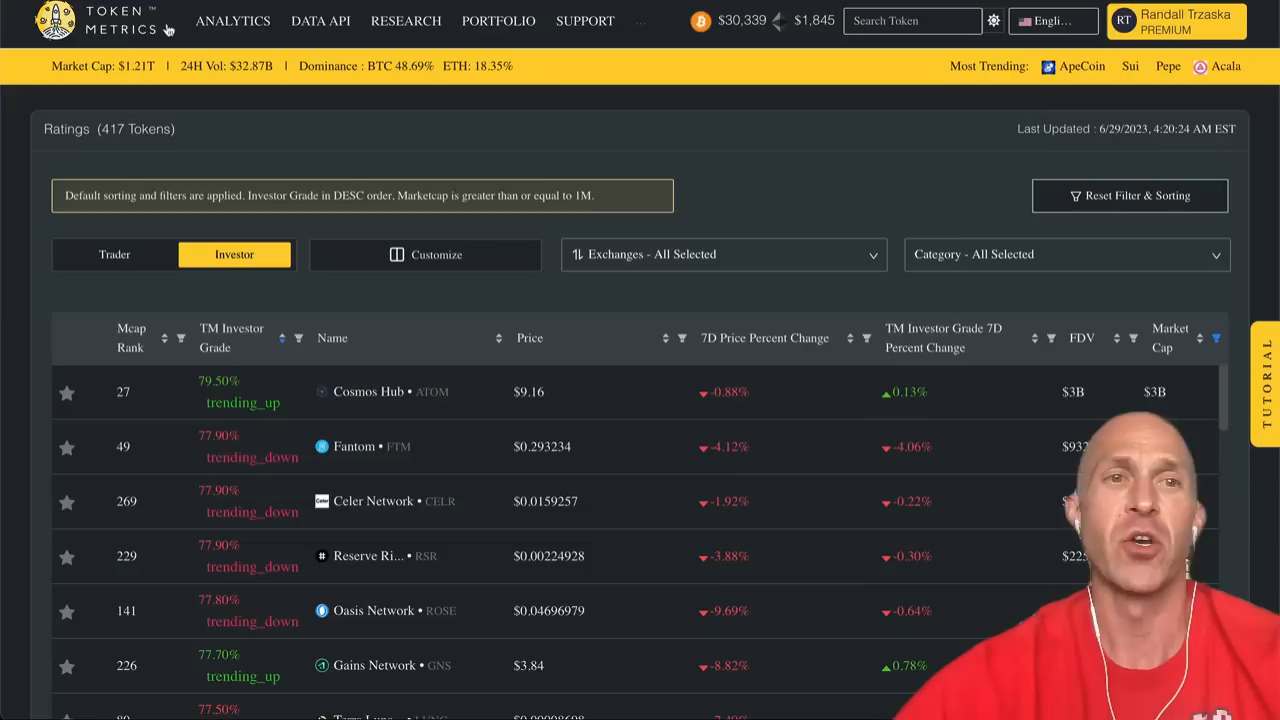 TOKEN ™
METRICS
ANALYTICS DATA API RESEARCH PORTFOLIO SUPPORT ...
$30,339 $1,845
Search Token
Engli...
RT
Randall Trzaska
PREMIUM
Market Cap: $1.21T | 24H Vol: $32.87B | Dominance : BTC 48.69% ETH: 18.35%
Most Trending: ApeCoin Sui Pepe Acala
Ratings (417 Tokens)
Last Updated : 6/29/2023, 4:20:24 AM EST
Default sorting and filters are applied. Investor Grade in DESC order. Marketcap is greater than or equal to 1M.
Reset Filter & Sorting
Trader Investor Customize Exchanges - All Selected Category - All Selected
TUTORIAL
Mcap Rank TM Investor Grade Name Price 7D Price Percent Change TM Investor Grade 7D Percent Change FDV Market Cap
27 79.50% trending_up Cosmos Hub • ATOM $9.16 -0.88% 0.13% $3B $3B
49 77.90% trending_down Fantom • FTM $0.293234 -4.12% -4.06% $932
269 77.90% trending_down Celer Network • CELR $0.0159257 -1.92% -0.22%
229 77.90% trending_down Reserve Ri... • RSR $0.00224928 -3.88% -0.30% $225
141 77.80% trending_down Oasis Network • ROSE $0.04696979 -9.69% -0.64%
226 77.70% trending_up Gains Network • GNS $3.84 -8.82% 0.78%
77.50%